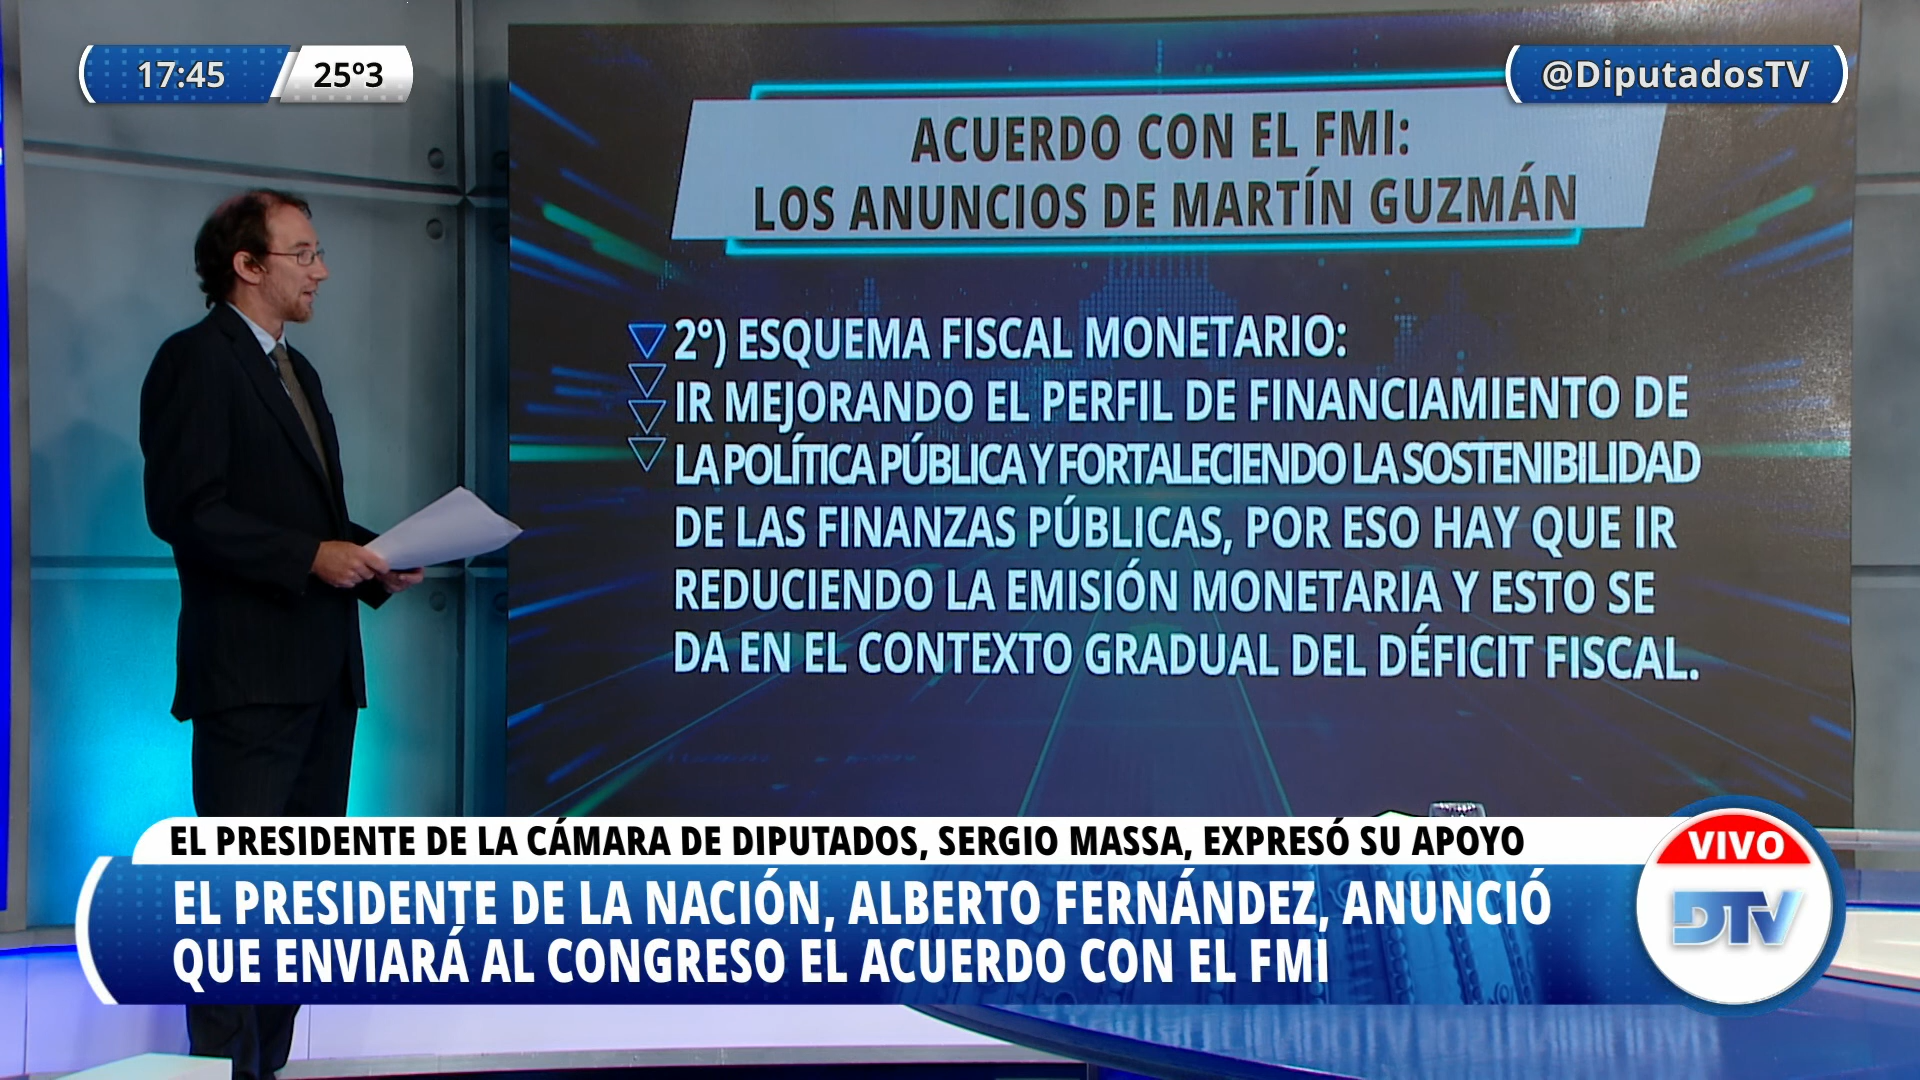 17:45
25º3
@DiputadosTV
ACUERDO CON EL FMI:
LOS ANUNCIOS DE MARTÍN GUZMÁN
2º) ESQUEMA FISCAL MONETARIO:
IR MEJORANDO EL PERFIL DE FINANCIAMIENTO DE
LA POLÍTICA PÚBLICA Y FORTALECIENDO LA SOSTENIBILIDAD
DE LAS FINANZAS PÚBLICAS, POR ESO HAY QUE IR
REDUCIENDO LA EMISIÓN MONETARIA Y ESTO SE
DA EN EL CONTEXTO GRADUAL DEL DÉFICIT FISCAL.
EL PRESIDENTE DE LA CÁMARA DE DIPUTADOS, SERGIO MASSA, EXPRESÓ SU APOYO
EL PRESIDENTE DE LA NACIÓN, ALBERTO FERNÁNDEZ, ANUNCIÓ
QUE ENVIARÁ AL CONGRESO EL ACUERDO CON EL FMI
VIVO
DTV